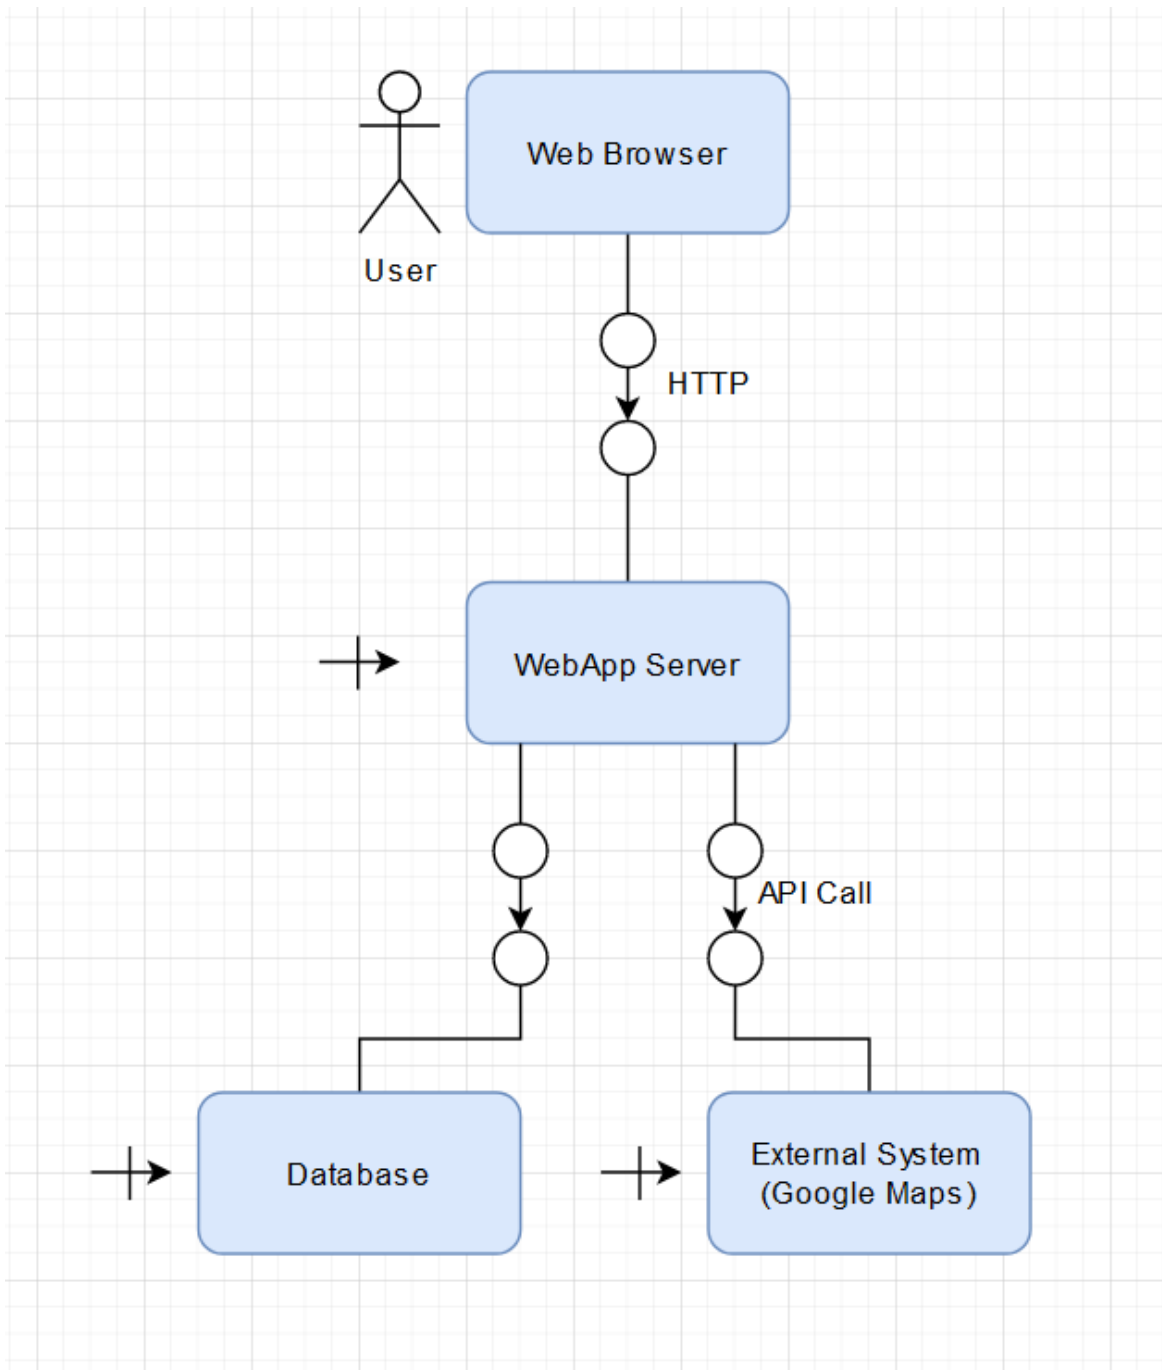 Web Browser
User
HTTP
WebApp Server
API Call
Database
External System
(Google Maps)